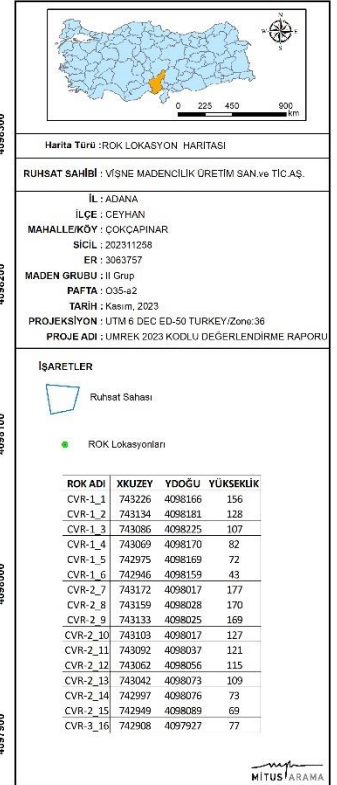 0 225 450 900
km
Harita Türü :ROK LOKASYON HARİTASI
RUHSAT SAHİBİ : VİŞNE MADENCİLİK ÜRETİM SAN.ve TİC.AŞ.
İL : ADANA
İLÇE : CEYHAN
MAHALLE/KÖY : ÇOKÇAPINAR
SİCİL : 202311258
ER : 3063757
MADEN GRUBU : II Grup
PAFTA : O35-a2
TARİH : Kasım, 2023
PROJEKSİYON : UTM 6 DEC ED-50 TURKEY/Zone:36
PROJE ADI : UMREK 2023 KODLU DEĞERLENDİRME RAPORU
İŞARETLER
Ruhsat Sahası
ROK Lokasyonları
ROK ADI XKUZEY YDOĞU YÜKSEKLİK
CVR-1_1 743226 4098166 156
CVR-1_2 743134 4098181 128
CVR-1_3 743086 4098225 107
CVR-1_4 743069 4098170 82
CVR-1_5 742975 4098169 72
CVR-1_6 742946 4098159 43
CVR-2_7 743172 4098017 177
CVR-2_8 743159 4098028 170
CVR-2_9 743133 4098025 169
CVR-2_10 743103 4098017 127
CVR-2_11 743092 4098037 121
CVR-2_12 743062 4098056 115
CVR-2_13 743042 4098073 109
CVR-2_14 742997 4098076 73
CVR-2_15 742949 4098089 69
CVR-3_16 742908 4097927 77
MİTUS ARAMA
4098300
4098200
4098100
4098000
4097900